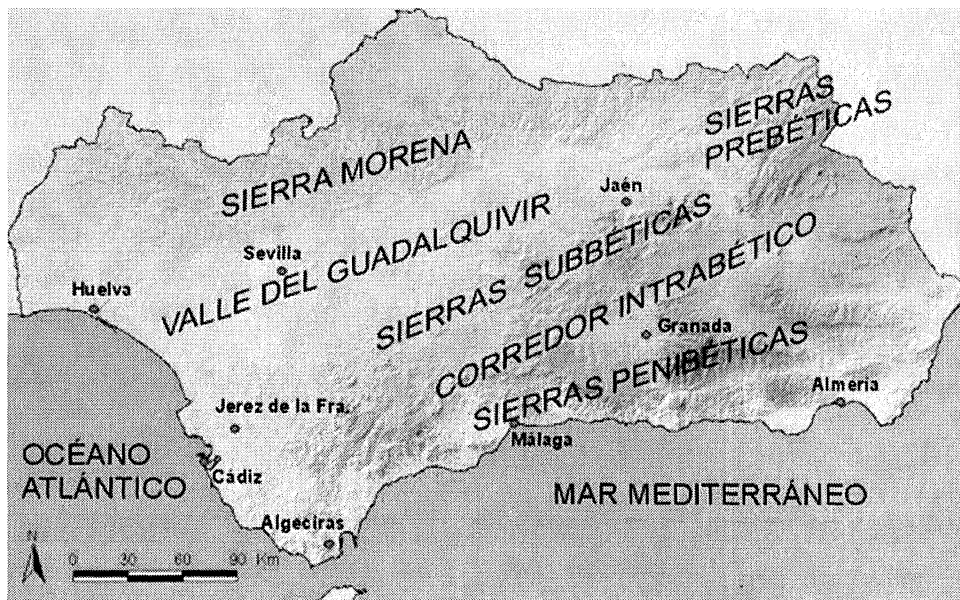 SIERRAS
PREBÉTICAS
SIERRA MORENA
Jaén
VALLE DEL GUADALQUIVIR
SIERRAS SUBBÉTICAS
Sevilla
CORREDOR INTRABÉTICO
Huelva
Granada
SIERRAS PENIBÉTICAS
Almería
Jerez de la Fra.
Málaga
OCÉANO
ATLÁNTICO
Cádiz
MAR MEDITERRÁNEO
Algeciras
N
0 30 60 90 Km